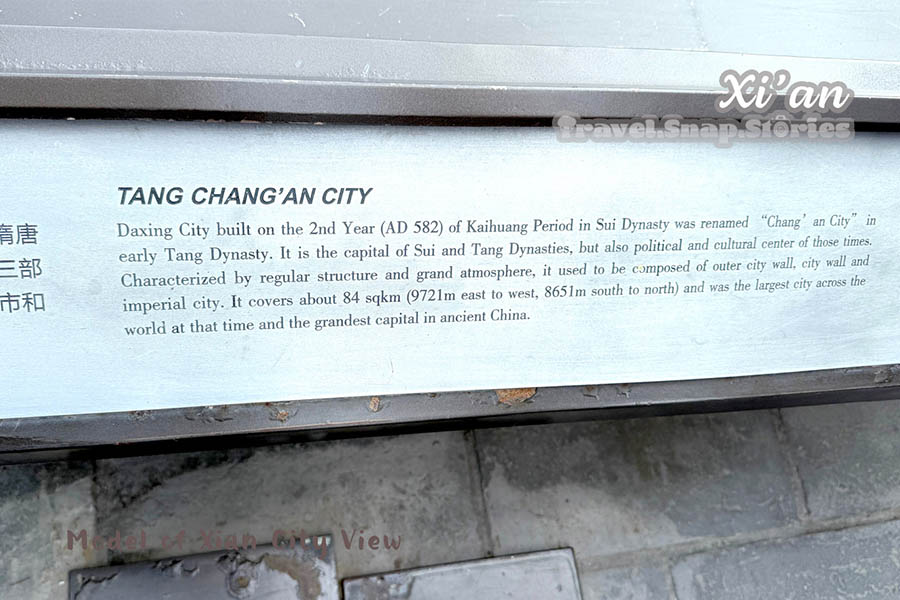 Xi'an
Travel.Snap.Stories
TANG CHANG'AN CITY
Daxing City built on the 2nd Year (AD 582) of Kaihuang Period in Sui Dynasty was renamed “Chang’ an City” in
early Tang Dynasty. It is the capital of Sui and Tang Dynasties, but also political and cultural center of those times.
Characterized by regular structure and grand atmosphere, it used to be composed of outer city wall, city wall and
imperial city. It covers about 84 sqkm (9721m east to west, 8651m south to north) and was the largest city across the
world at that time and the grandest capital in ancient China.
隋唐
三部
市和
Model of Xian City View